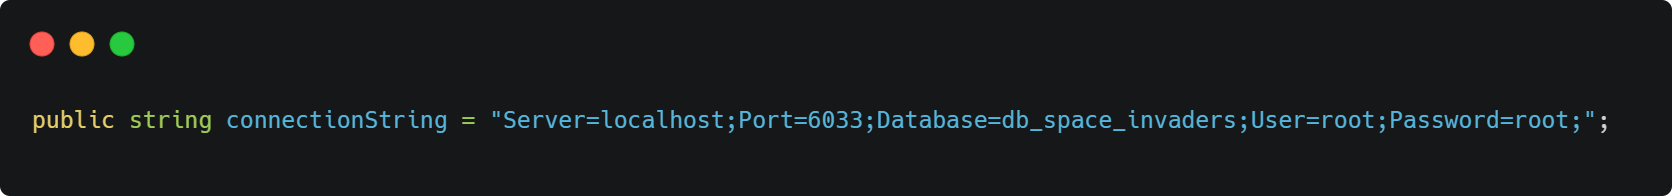 public string connectionString = "Server=localhost;Port=6033;Database=db_space_invaders;User=root;Password=root;";